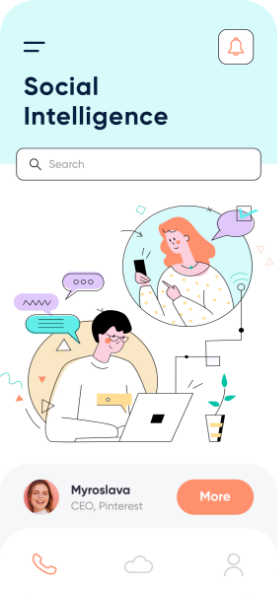 Social
Intelligence
Search
Myroslava
CEO, Pinterest
More